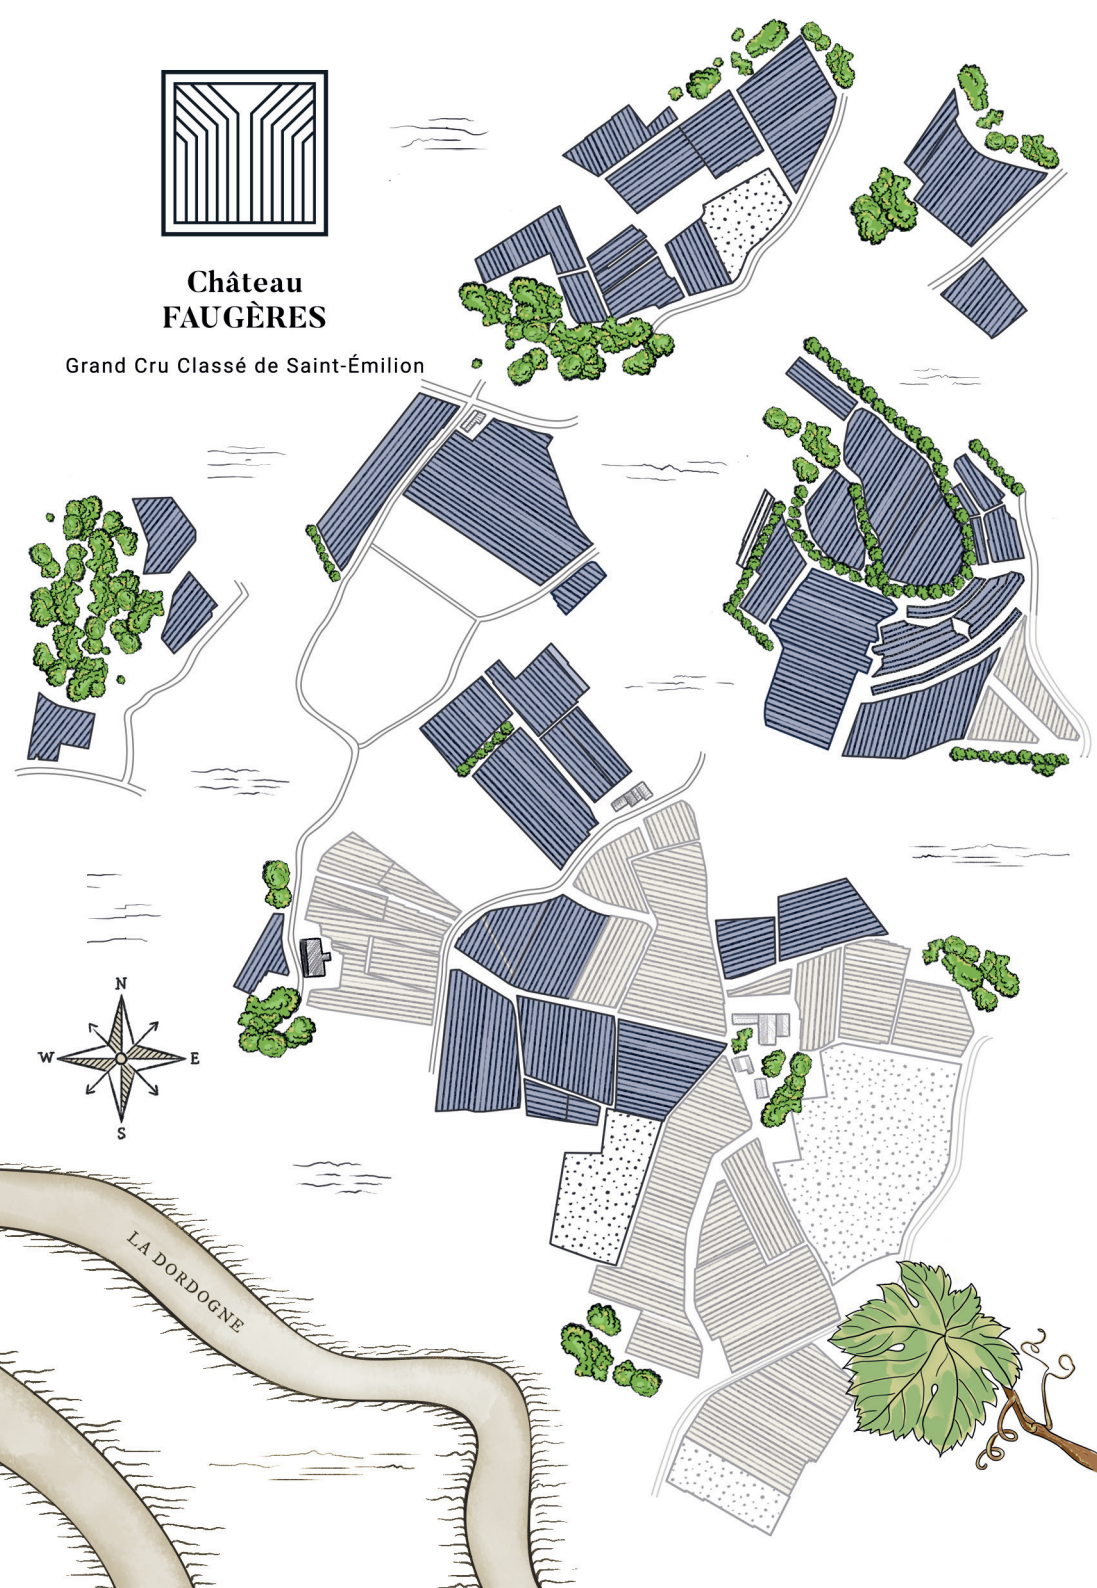 Château
FAUGÈRES
Grand Cru Classé de Saint-Émilion
N
W
E
S
LA DORDOGNE